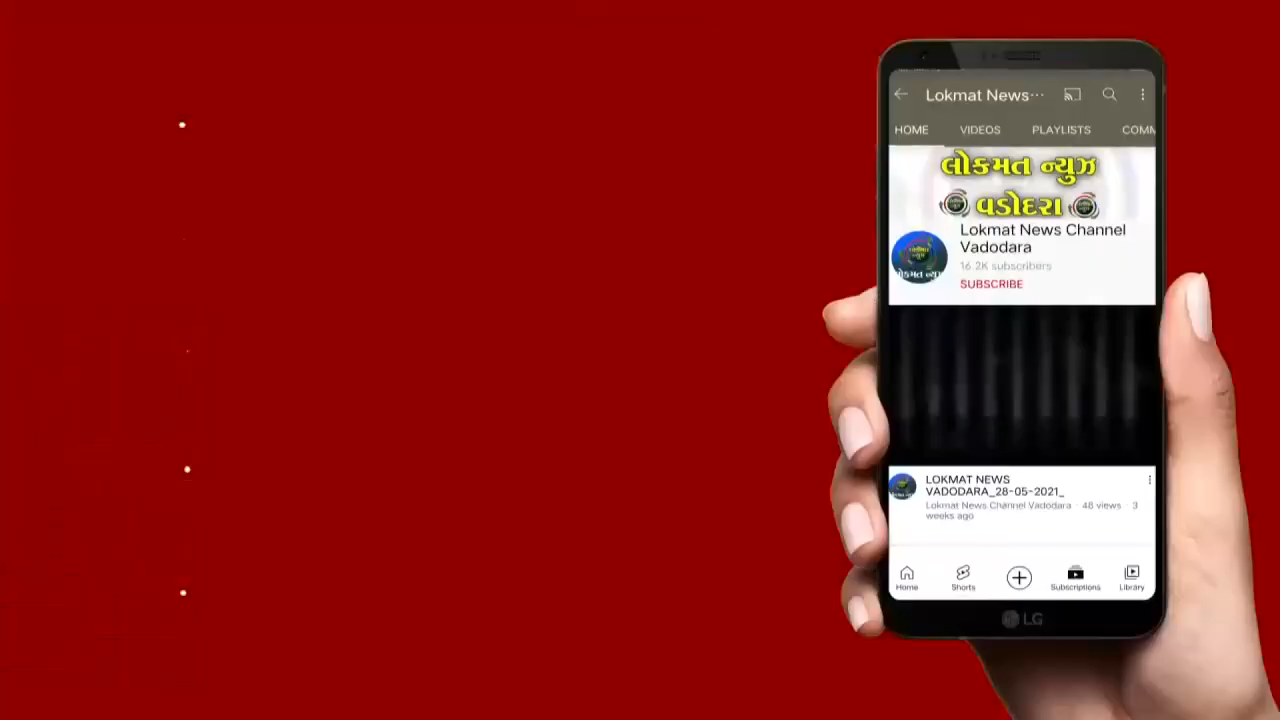 Lokmat News...
HOME VIDEOS PLAYLISTS COMM
લોકમત ન્યુઝ
વડોદરા
Lokmat News Channel
Vadodara
16.2K subscribers
SUBSCRIBE
LOKMAT NEWS
VADODARA_28-05-2021_
Lokmat News Channel Vadodara · 48 views · 3
weeks ago
Home Shorts Subscriptions Library
LG